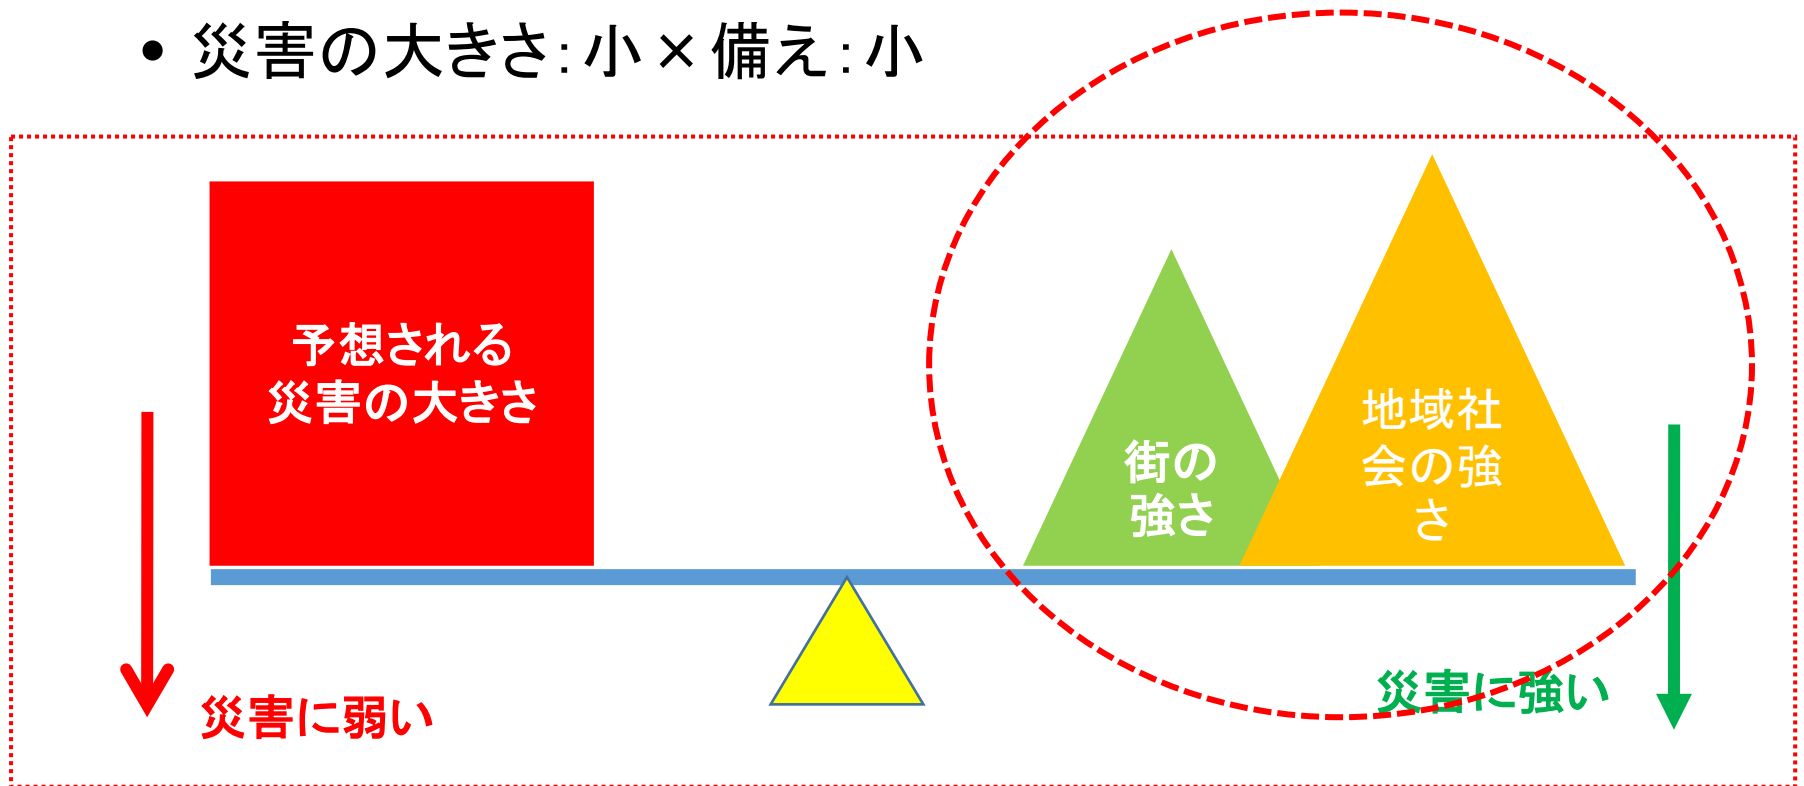 • 災害の大きさ: 小 × 備え: 小
予想される
災害の大きさ
街の
強さ
地域社
会の強
さ
災害に弱い
災害に強い